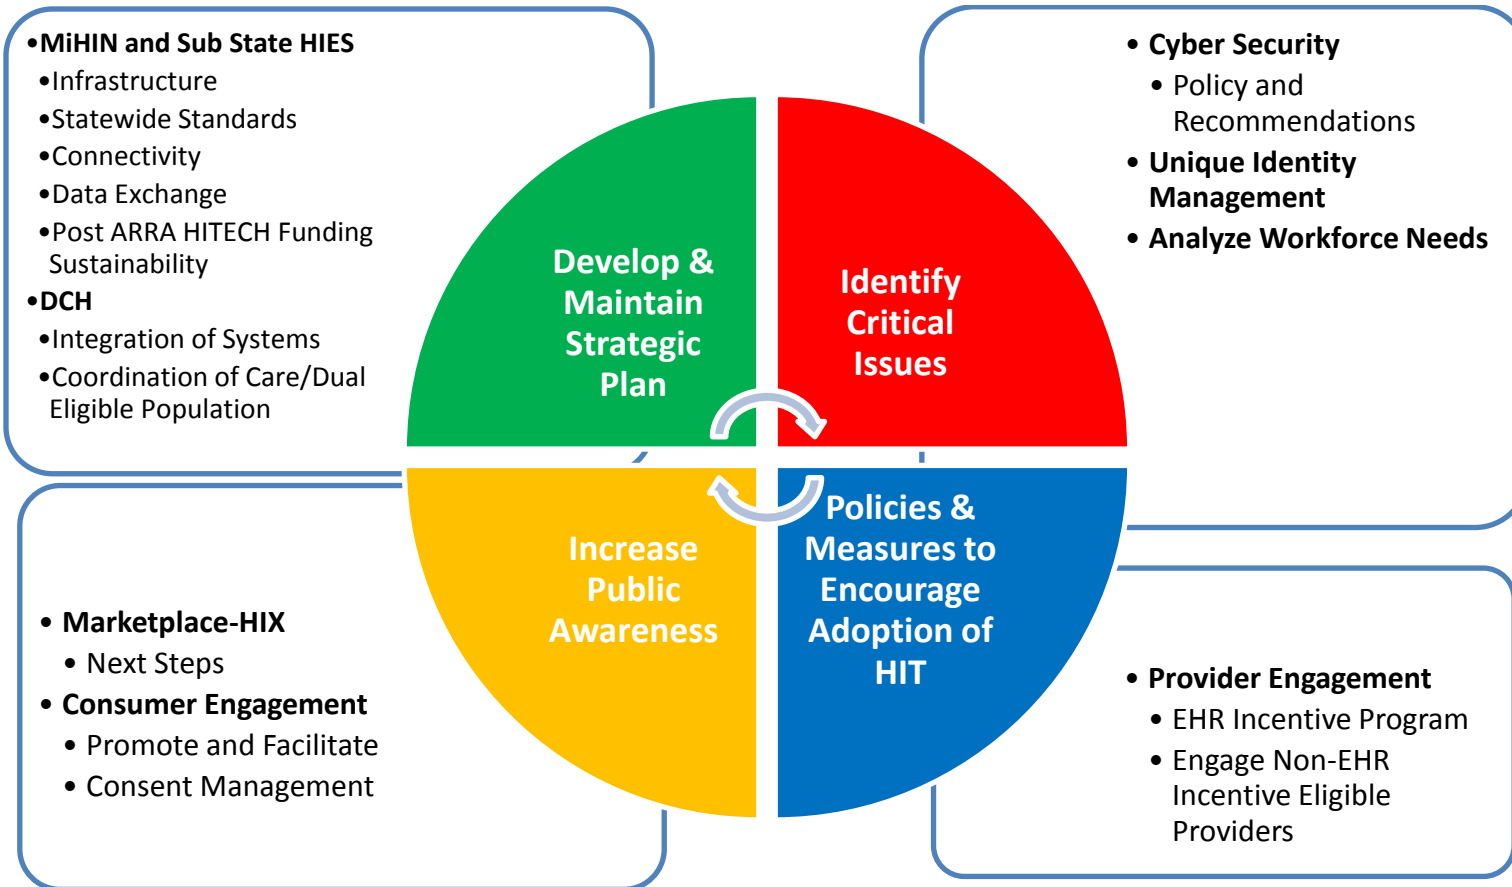 •MiHIN and Sub State HIES
•Infrastructure
•Statewide Standards
•Connectivity
•Data Exchange
•Post ARRA HITECH Funding
Sustainability
•DCH
•Integration of Systems
•Coordination of Care/Dual
Eligible Population
• Cyber Security
• Policy and
Recommendations
• Unique Identity
Management
• Analyze Workforce Needs
Develop &
Maintain
Strategic
Plan
Identify
Critical
Issues
Increase
Public
Awareness
Policies &
Measures to
Encourage
Adoption of
HIT
• Marketplace-HIX
• Next Steps
• Consumer Engagement
• Promote and Facilitate
• Consent Management
• Provider Engagement
• EHR Incentive Program
• Engage Non-EHR
Incentive Eligible
Providers